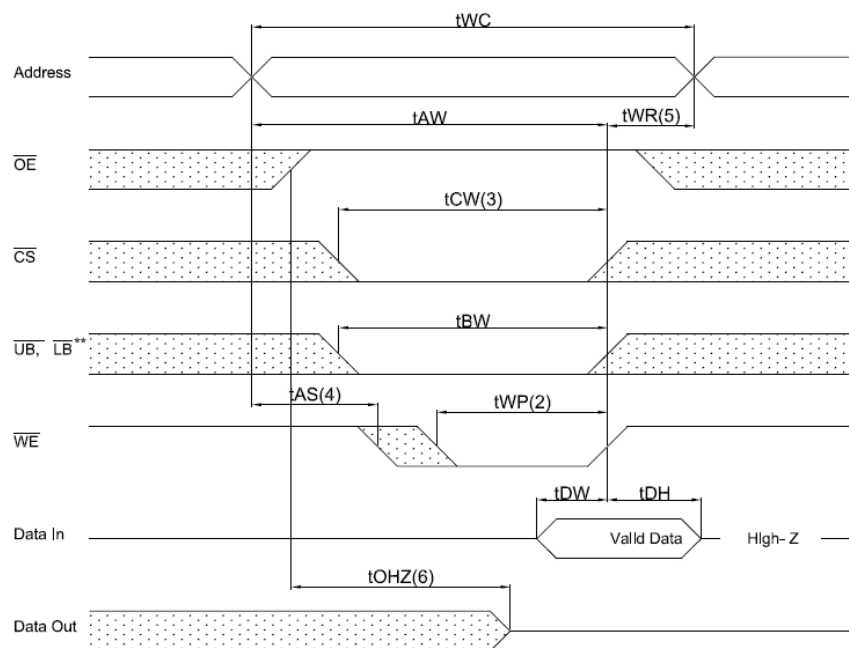 tWC
Address
tAW
tWR(5)
OE
tCW(3)
CS
tBW
UB, LB**
tAS(4)
tWP(2)
WE
tDW
tDH
Data In
Valid Data
High- Z
tOHZ(6)
Data Out